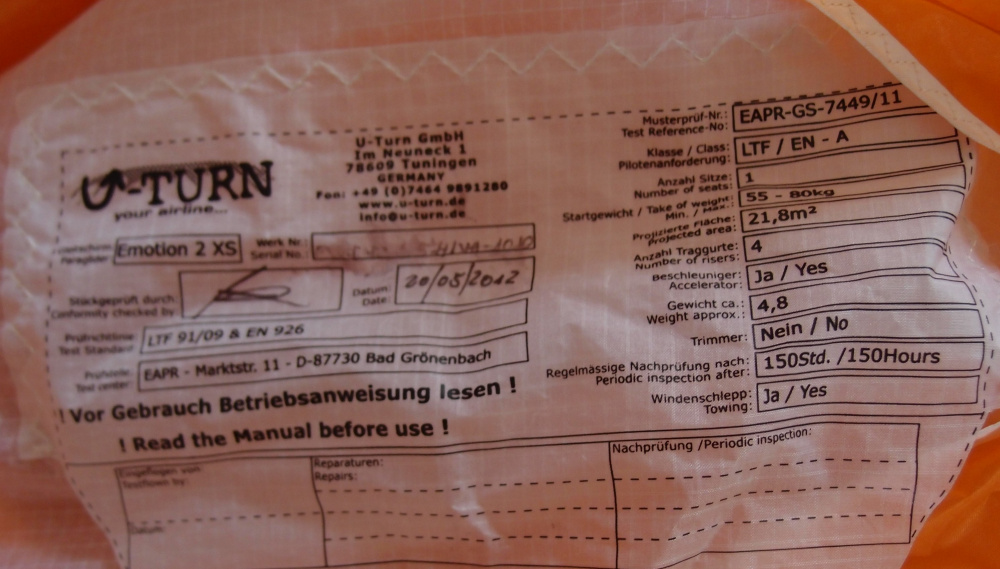 U-TURN
your airline...
U-Turn GmbH
Im Neuneck 1
78609 Tuningen
GERMANY
Fon: +49 (0)7464 9891280
www.u-turn.de
info@u-turn.de
Emotion 2 XS
Werk Nr.:
Serial No.:
Stückgeprüft durch:
Conformity checked by:
Datum:
Date:
20/05/2012
Prüfrichtlinie
Test Standard
LTF 91/09 & EN 926
Prüfstelle:
Test center:
EAPR - Marktstr. 11 - D-87730 Bad Grönenbach
! Vor Gebrauch Betriebsanweisung lesen !
! Read the Manual before use !
Musterprüf-Nr.:
Test Reference-No:
EAPR-GS-7449/11
Klasse / Class:
Pilotenanforderung:
LTF / EN - A
Anzahl Sitze:
Number of seats:
1
Startgewicht / Take of weight:
Min. / Max.:
55 - 80kg
Projizierte Fläche:
Projected area:
21,8m²
Anzahl Traggurte:
Number of risers:
4
Beschleuniger:
Accelerator:
Ja / Yes
Gewicht ca.:
Weight approx.:
4,8
Trimmer:
Nein / No
Regelmässige Nachprüfung nach:
Periodic inspection after:
150Std. /150Hours
Windenschlepp:
Towing:
Ja / Yes
Eingeflogen von:
Testflown by:
Datum:
Reparaturen:
Repairs:
Nachprüfung /Periodic inspection: